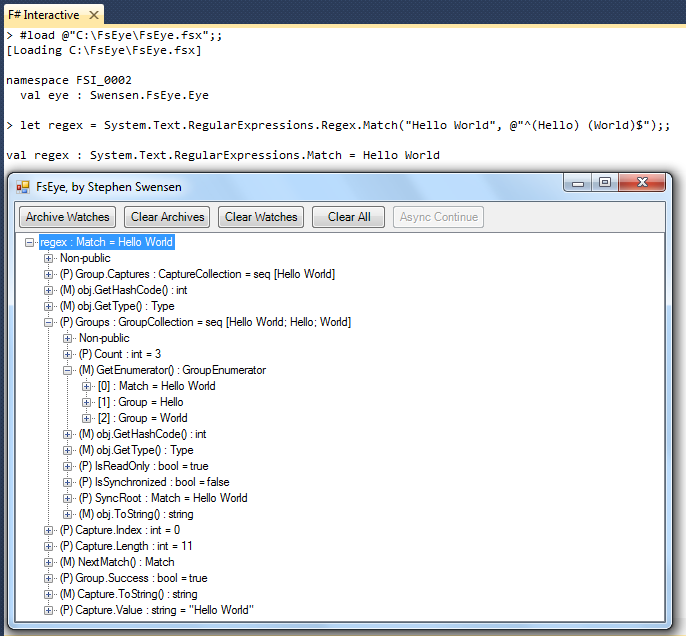 F# Interactive
> #load @"C:\FsEye\FsEye.fsx";;
[Loading C:\FsEye\FsEye.fsx]
namespace FSI_0002
val eye : Swensen.FsEye.Eye
> let regex = System.Text.RegularExpressions.Regex.Match("Hello World", @"^(Hello) (World)$");;
val regex : System.Text.RegularExpressions.Match = Hello World
FsEye, by Stephen Swensen
Archive Watches Clear Archives Clear Watches Clear All Async Continue
regex : Match = Hello World
Non-public
(P) Group.Captures : CaptureCollection = seq [Hello World]
(M) obj.GetHashCode() : int
(M) obj.GetType() : Type
(P) Groups : GroupCollection = seq [Hello World; Hello; World]
Non-public
(P) Count : int = 3
(M) GetEnumerator() : GroupEnumerator
[0] : Match = Hello World
[1] : Group = Hello
[2] : Group = World
(M) obj.GetHashCode() : int
(M) obj.GetType() : Type
(P) IsReadOnly : bool = true
(P) IsSynchronized : bool = false
(P) SyncRoot : Match = Hello World
(M) obj.ToString() : string
(P) Capture.Index : int = 0
(P) Capture.Length : int = 11
(M) NextMatch() : Match
(P) Group.Success : bool = true
(M) Capture.ToString() : string
(P) Capture.Value : string = "Hello World"